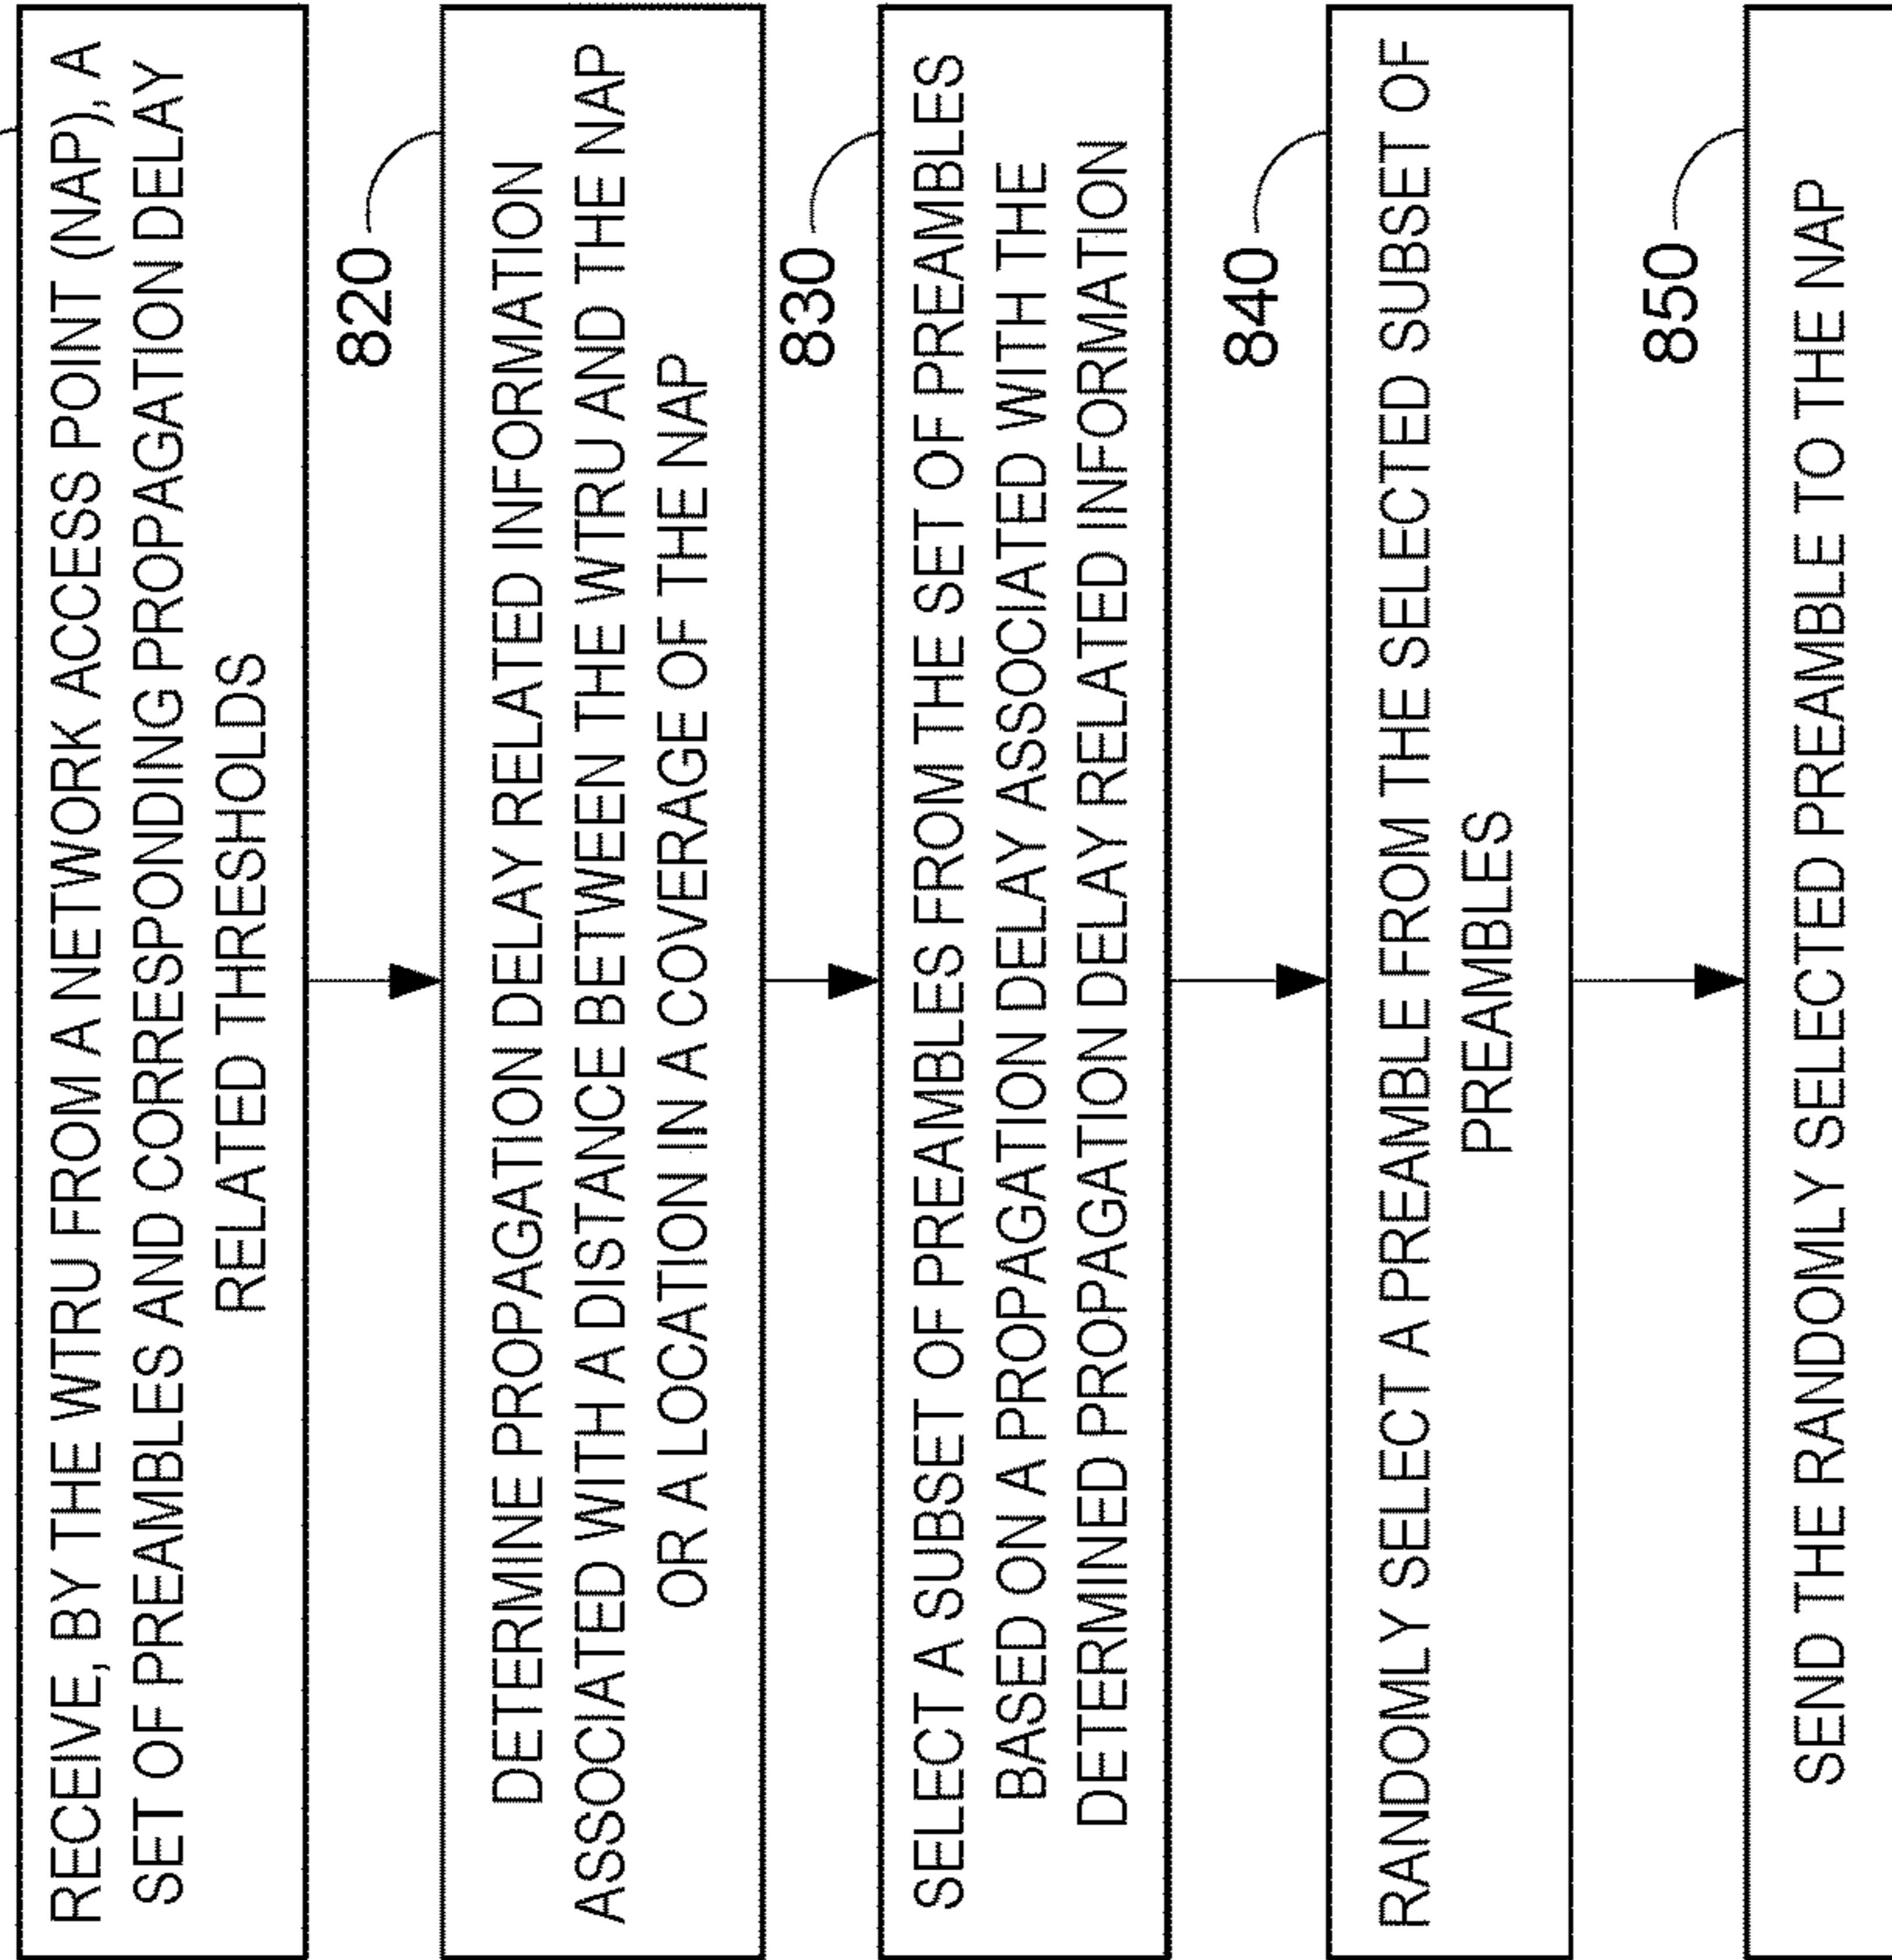 RECEIVE, BY THE WTRU FROM A NETWORK ACCESS POINT (NAP), A
SET OF PREAMBLES AND CORRESPONDING PROPAGATION DELAY
RELATED THRESHOLDS
820
DETERMINE PROPAGATION DELAY RELATED INFORMATION
ASSOCIATED WITH A DISTANCE BETWEEN THE WTRU AND THE NAP
OR A LOCATION IN A COVERAGE OF THE NAP
830
SELECT A SUBSET OF PREAMBLES FROM THE SET OF PREAMBLES
BASED ON A PROPAGATION DELAY ASSOCIATED WITH THE
DETERMINED PROPAGATION DELAY RELATED INFORMATION
840
RANDOMLY SELECT A PREAMBLE FROM THE SELECTED SUBSET OF
PREAMBLES
850
SEND THE RANDOMLY SELECTED PREAMBLE TO THE NAP